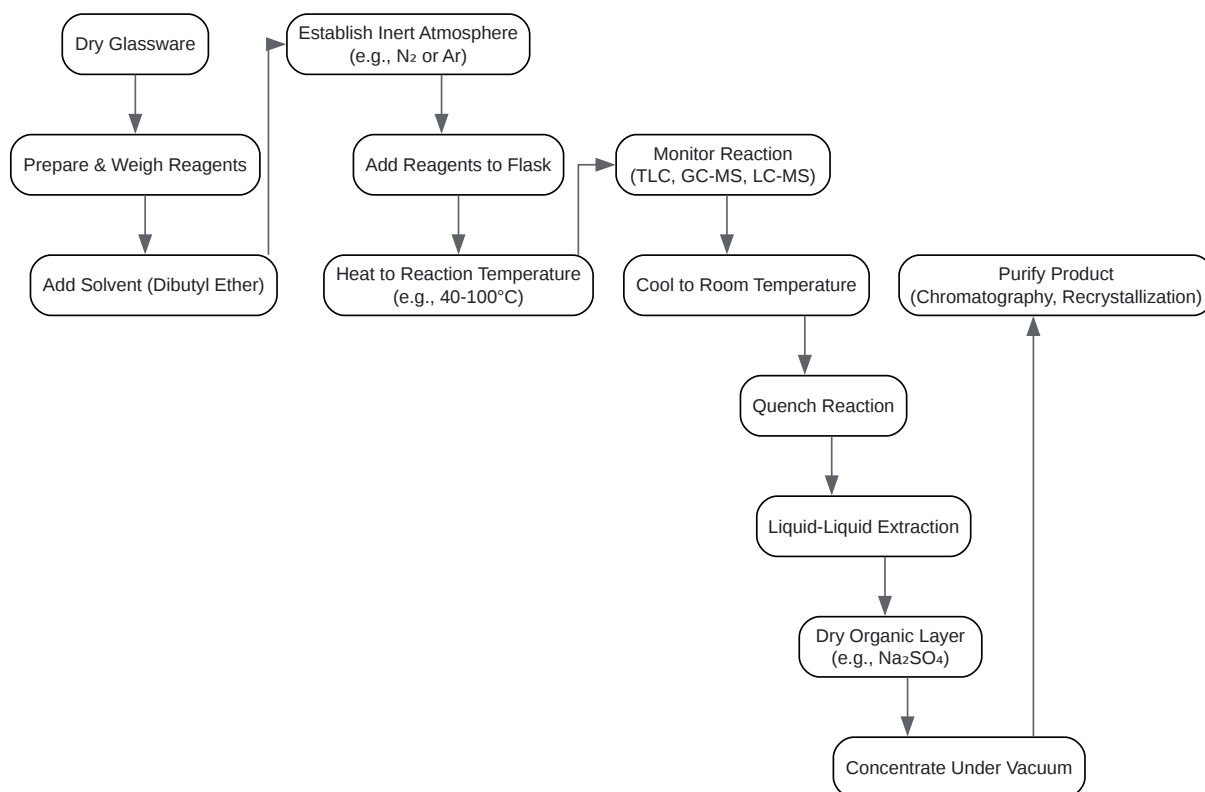 Dry Glassware
Prepare & Weigh Reagents
Add Solvent (Dibutyl Ether)
Establish Inert Atmosphere
(e.g., N₂ or Ar)
Add Reagents to Flask
Heat to Reaction Temperature
(e.g., 40-100°C)
Monitor Reaction
(TLC, GC-MS, LC-MS)
Cool to Room Temperature
Quench Reaction
Liquid-Liquid Extraction
Dry Organic Layer
(e.g., Na₂SO₄)
Concentrate Under Vacuum
Purify Product
(Chromatography, Recrystallization)